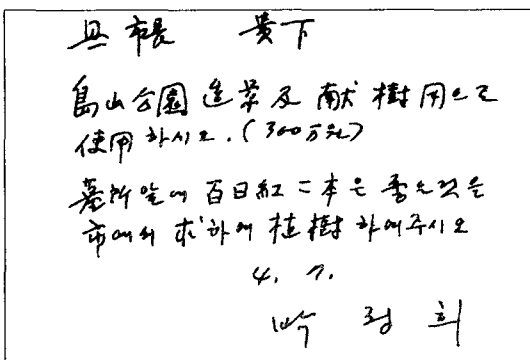 具 市長 貴下
島山公園 造景 及 献樹用으로
使用 하시오. (300万원)
墓所앞에 百日紅 二本은 좋은것을
市에서 求하여 植樹 하여주시오
4. 7.
박 정 희